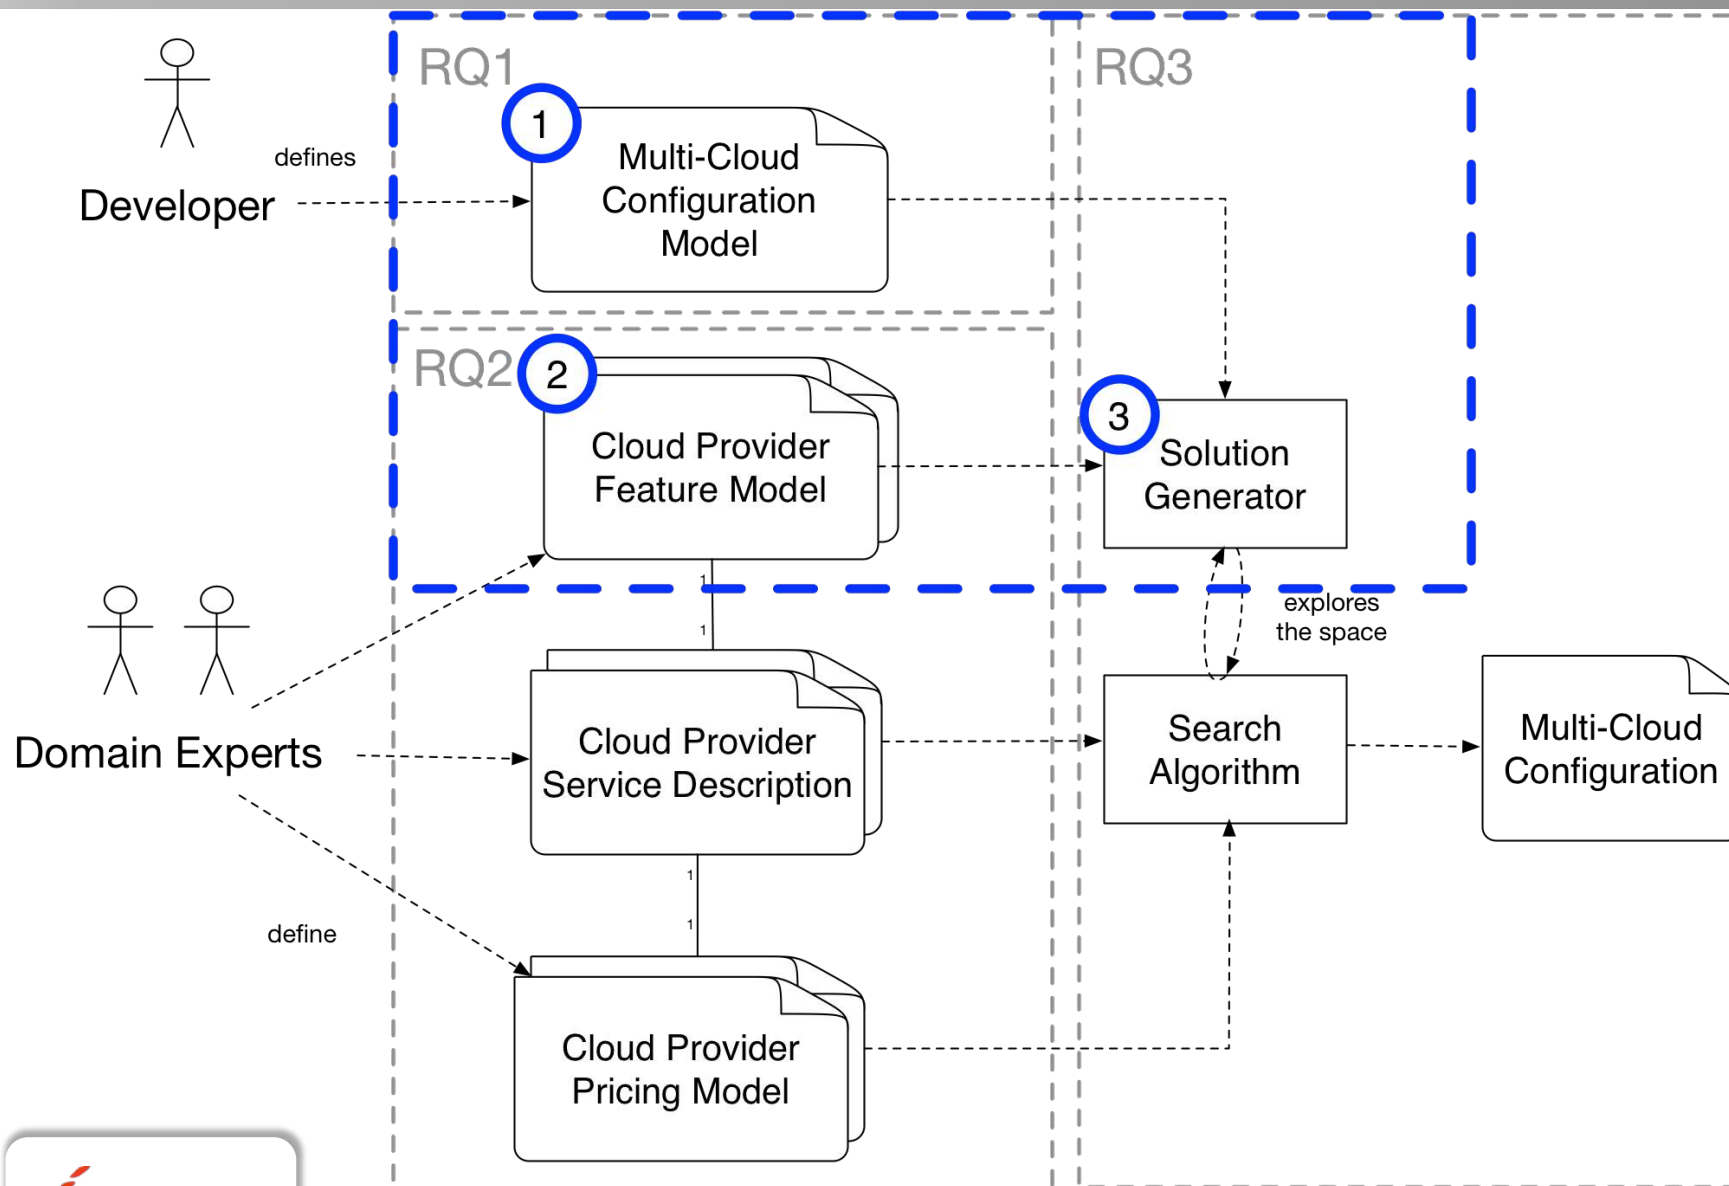 RQ1
RQ3
1
Multi-Cloud
Configuration
Model
defines
Developer
RQ2
2
Cloud Provider
Feature Model
3
Solution
Generator
1
1
explores
the space
Domain Experts
Cloud Provider
Service Description
Search
Algorithm
Multi-Cloud
Configuration
1
1
define
Cloud Provider
Pricing Model